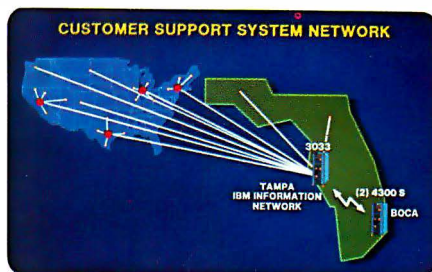 CUSTOMER SUPPORT SYSTEM NETWORK
3033
TAMPA
IBM INFORMATION
NETWORK
(2) 4300 S
BOCA